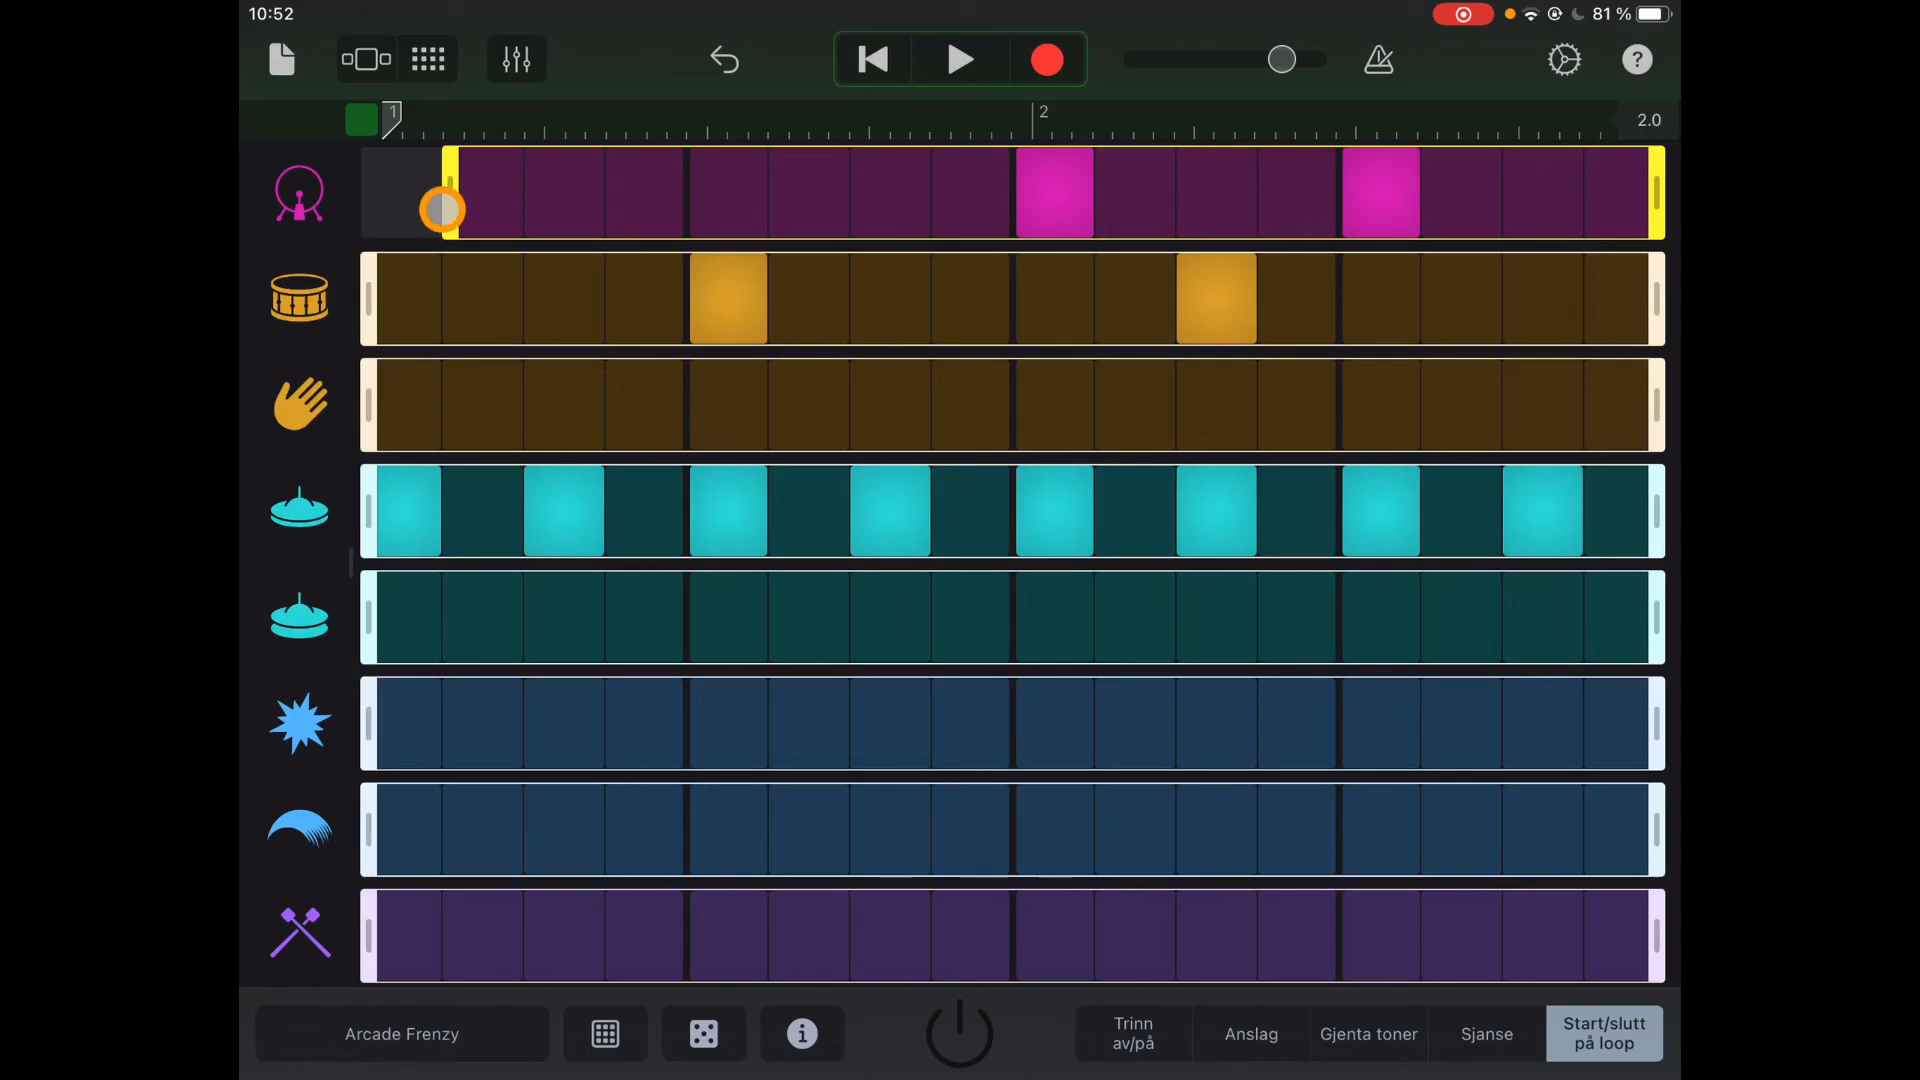 10:52
81 %
?
1
2
2.0
Arcade Frenzy
Trinn
av/på
Anslag
Gjenta toner
Sjanse
Start/slutt
på loop